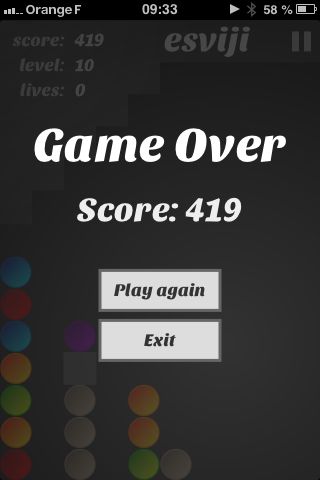 Orange F 09:33 58 %
score: 419
esviji
level: 10
lives: 0
Game Over
Score: 419
Play again
Exit